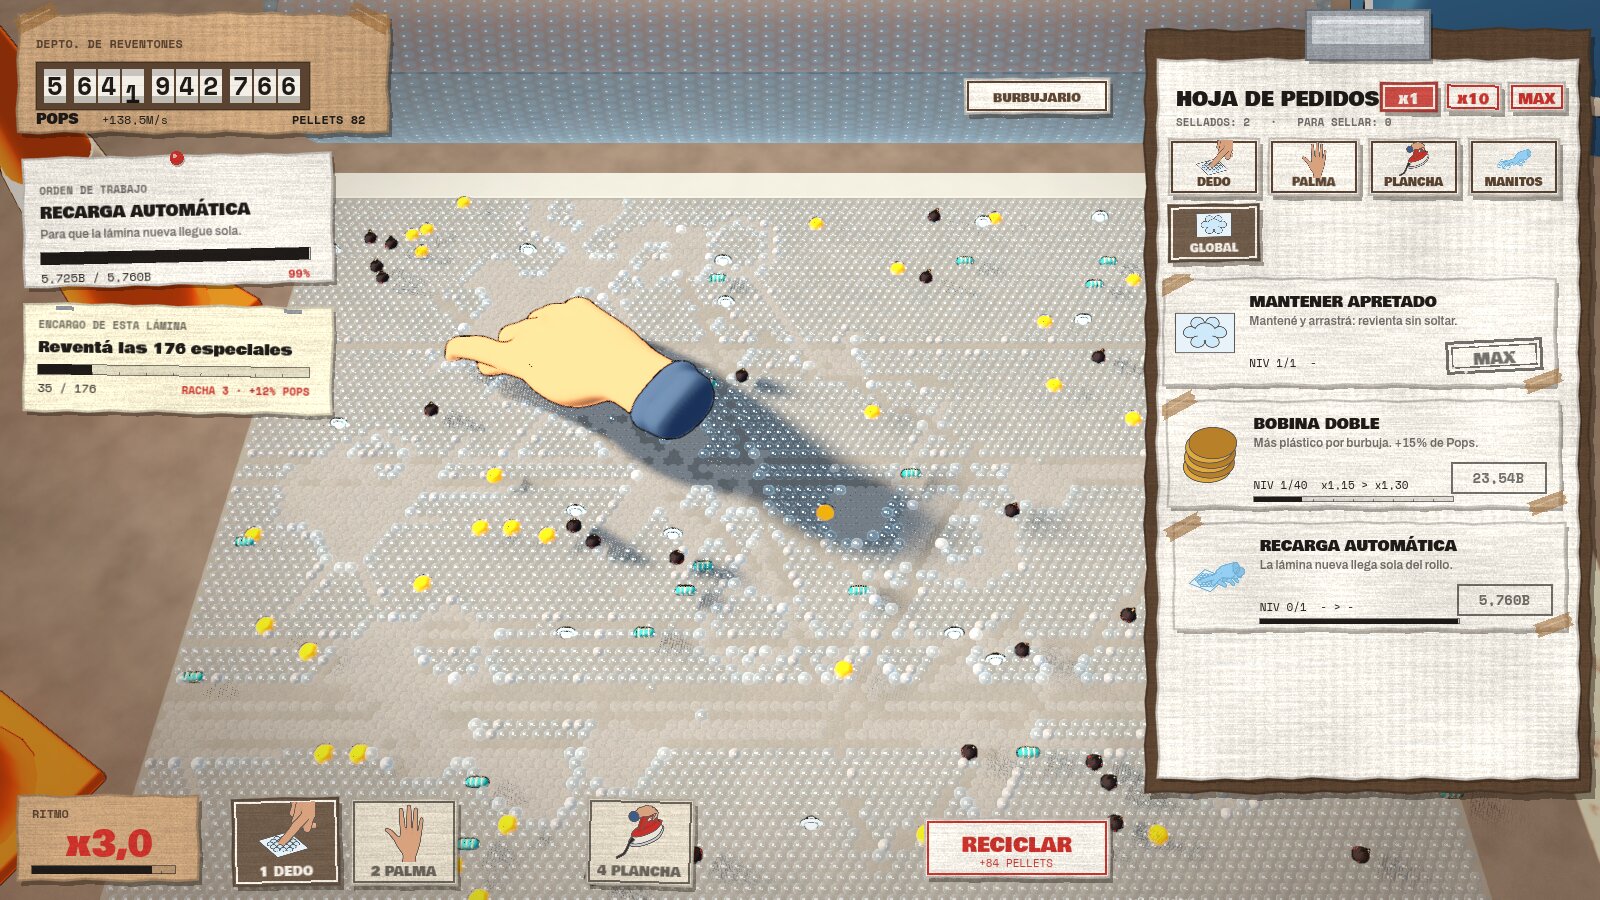 DEPTO. DE REVENTONES
5 641 942 766
POPS +138.5M/s PELLETS 82
ORDEN DE TRABAJO
RECARGA AUTOMÁTICA
Para que la lámina nueva llegue sola.
5.725B / 5.760B 99%
ENCARGO DE ESTA LÁMINA
Reventá las 176 especiales
35 / 176 RACHA 3 · +12% POPS
BURBUJARIO
HOJA DE PEDIDOS x1 x10 MAX
SELLADOS: 2 · PARA SELLAR: 0
DEDO PALMA PLANCHA MANITOS
GLOBAL
MANTENER APRETADO
Mantené y arrastrá: revienta sin soltar.
NIV 1/1 -
MAX
BOBINA DOBLE
Más plástico por burbuja. +15% de Pops.
NIV 1/40 x1.15 > x1.30 23.54B
RECARGA AUTOMÁTICA
La lámina nueva llega sola del rollo.
NIV 0/1 - > - 5.760B
RITMO
x3,0
1 DEDO 2 PALMA 4 PLANCHA
RECICLAR
+84 PELLETS